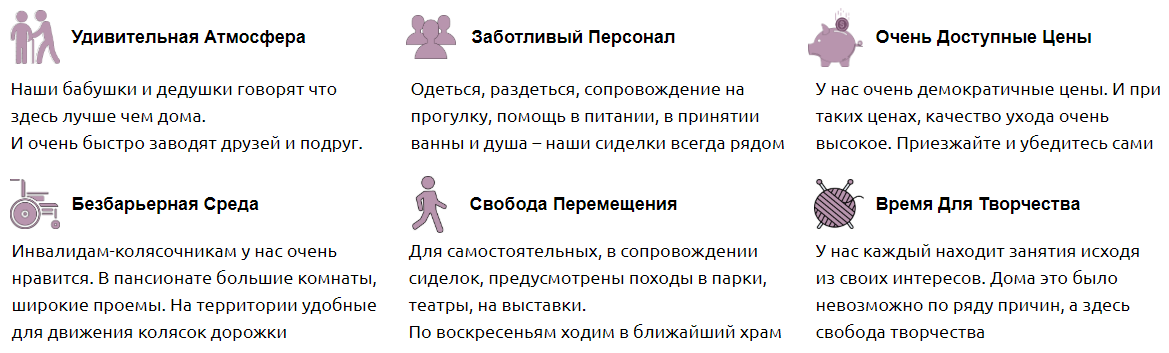 Удивительная Атмосфера
Наши бабушки и дедушки говорят что
здесь лучше чем дома.
И очень быстро заводят друзей и подруг.
Заботливый Персонал
Одеться, раздеться, сопровождение на
прогулку, помощь в питании, в принятии
ванны и душа – наши сиделки всегда рядом
Очень Доступные Цены
У нас очень демократичные цены. И при
таких ценах, качество ухода очень
высокое. Приезжайте и убедитесь сами
Безбарьерная Среда
Инвалидам-колясочникам у нас очень
нравится. В пансионате большие комнаты,
широкие проемы. На территории удобные
для движения колясок дорожки
Свобода Перемещения
Для самостоятельных, в сопровождении
сиделок, предусмотрены походы в парки,
театры, на выставки.
По воскресеньям ходим в ближайший храм
Время Для Творчества
У нас каждый находит занятия исходя
из своих интересов. Дома это было
невозможно по ряду причин, а здесь
свобода творчества